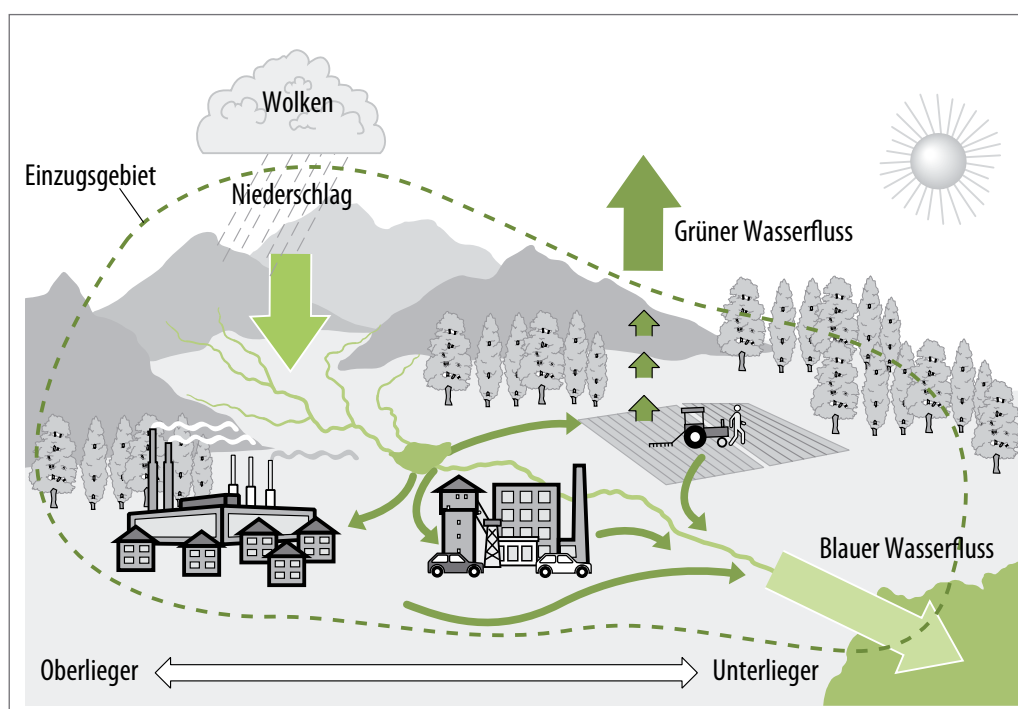 Wolken
Einzugsgebiet
Niederschlag
Grüner Wasserfluss
Blauer Wasserfluss
Oberlieger
Unterlieger